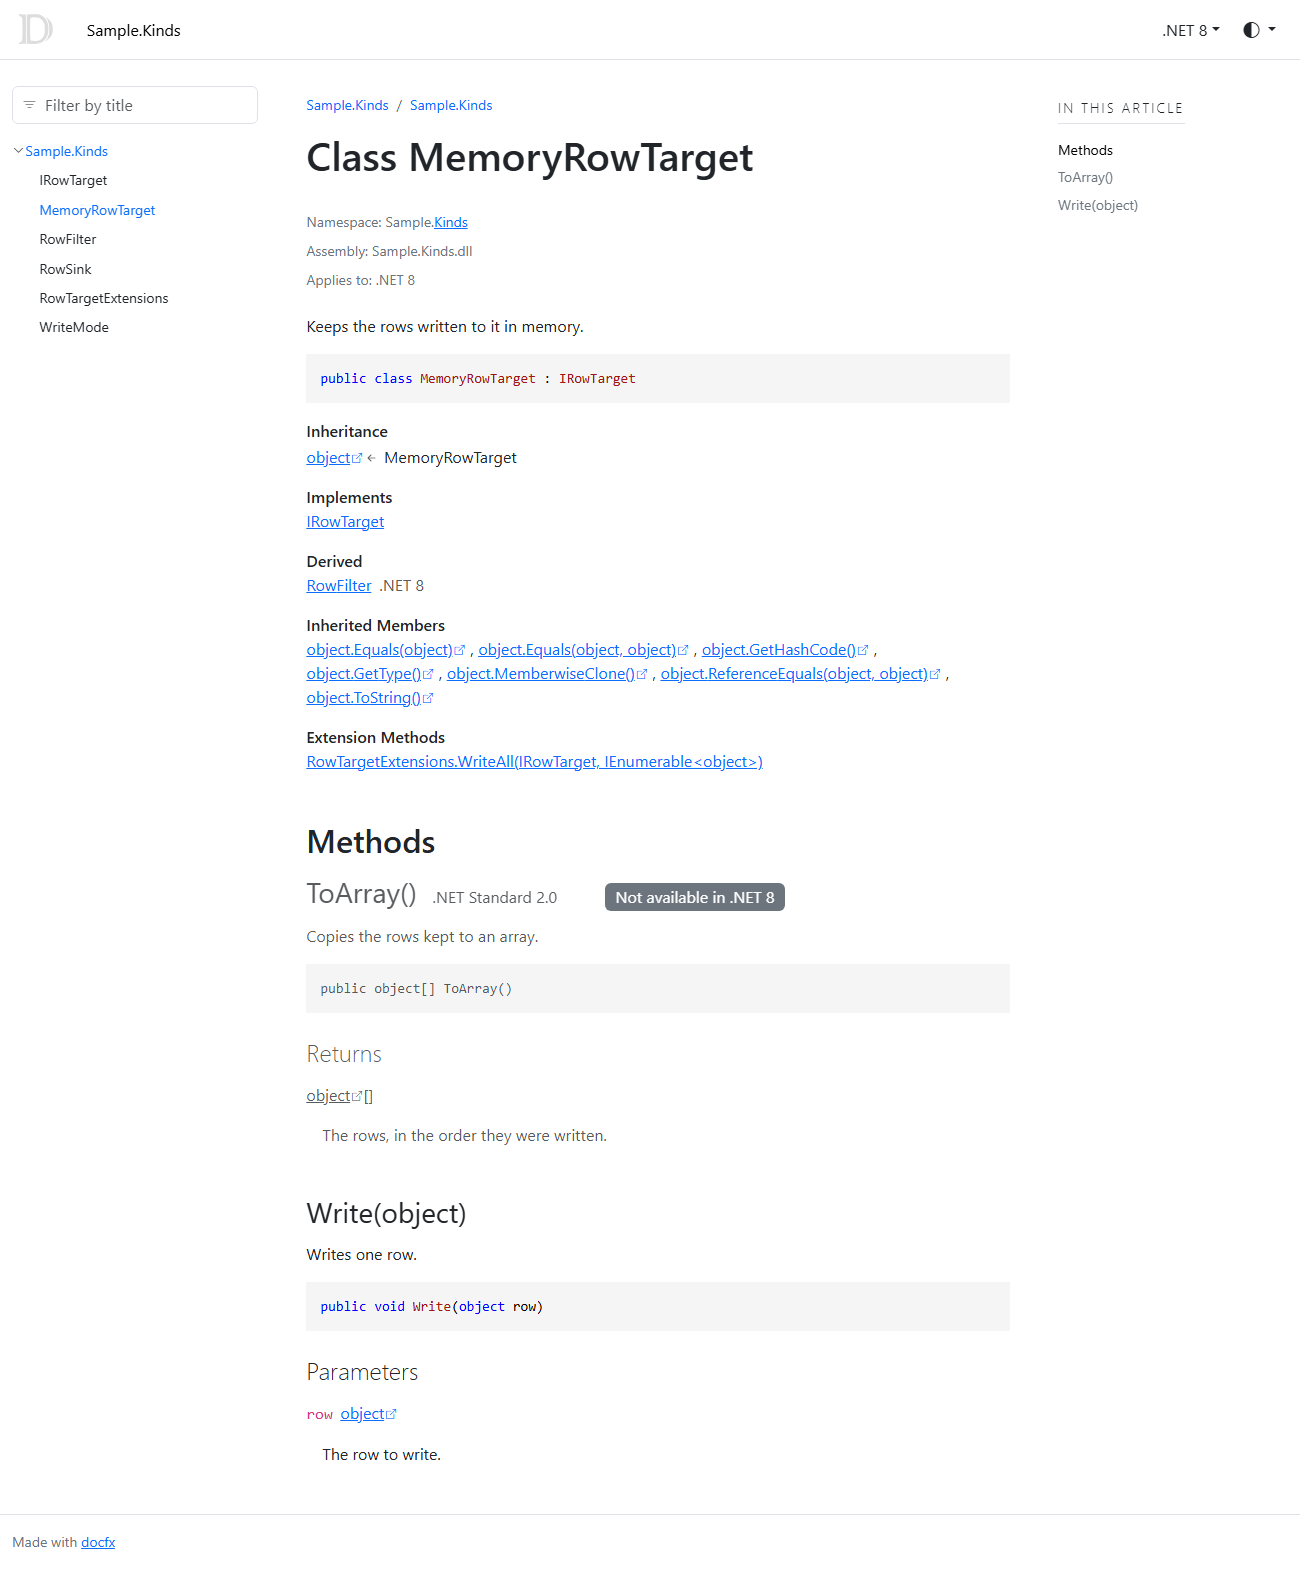 D
Sample.Kinds
.NET 8
Filter by title
Sample.Kinds
IRowTarget
MemoryRowTarget
RowFilter
RowSink
RowTargetExtensions
WriteMode
Sample.Kinds / Sample.Kinds
Class MemoryRowTarget
Namespace: Sample.Kinds
Assembly: Sample.Kinds.dll
Applies to: .NET 8
Keeps the rows written to it in memory.
public class MemoryRowTarget : IRowTarget
Inheritance
object ← MemoryRowTarget
Implements
IRowTarget
Derived
RowFilter .NET 8
Inherited Members
object.Equals(object) , object.Equals(object, object) , object.GetHashCode() ,
object.GetType() , object.MemberwiseClone() , object.ReferenceEquals(object, object) ,
object.ToString()
Extension Methods
RowTargetExtensions.WriteAll(IRowTarget, IEnumerable<object>)
Methods
ToArray() .NET Standard 2.0 Not available in .NET 8
Copies the rows kept to an array.
public object[] ToArray()
Returns
object[]
The rows, in the order they were written.
Write(object)
Writes one row.
public void Write(object row)
Parameters
row object
The row to write.
IN THIS ARTICLE
Methods
ToArray()
Write(object)
Made with docfx